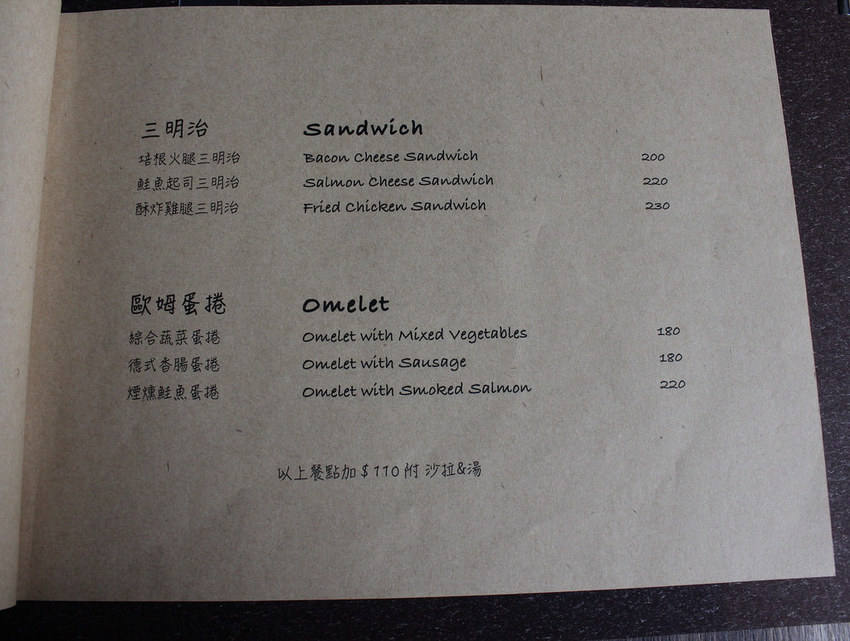 三明治 Sandwich
培根火腿三明治 Bacon Cheese Sandwich 200
鮭魚起司三明治 Salmon Cheese Sandwich 220
酥炸雞腿三明治 Fried Chicken Sandwich 230
歐姆蛋捲 Omelet
綜合蔬菜蛋捲 Omelet with Mixed Vegetables 180
德式香腸蛋捲 Omelet with Sausage 180
煙燻鮭魚蛋捲 Omelet with Smoked Salmon 220
以上餐點加 $ 110 附 沙拉&湯